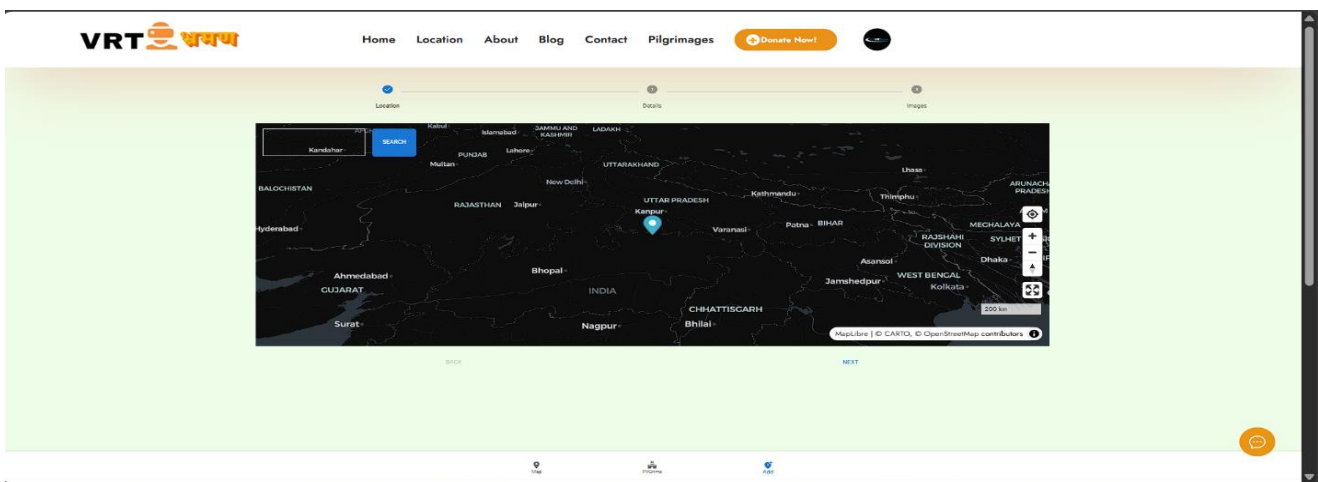 VRT भ्रमण
Home Location About Blog Contact Pilgrimages Donate Now!
Location Details Images
SEARCH
Kabul
Islamabad
JAMMU AND KASHMIR
LADAKH
Kandahar
PUNJAB
Lahore
Multan
UTTARAKHAND
Lhasa
BALOCHISTAN
New Delhi
Kathmandu
Thimphu
RAJASTHAN Jaipur
UTTAR PRADESH
Kanpur
Varanasi
Patna BIHAR
MEGHALAYA
Hyderabad
RAJSHAHI DIVISION
SYLHET
Asansol
Dhaka
Ahmedabad
Bhopal
Jamshedpur
WEST BENGAL
GUJARAT
INDIA
Kolkata
CHHATTISGARH
200 km
Surat
Nagpur
Bhilai
MapLibre | © CARTO, © OpenStreetMap contributors
BACK NEXT
Map Add